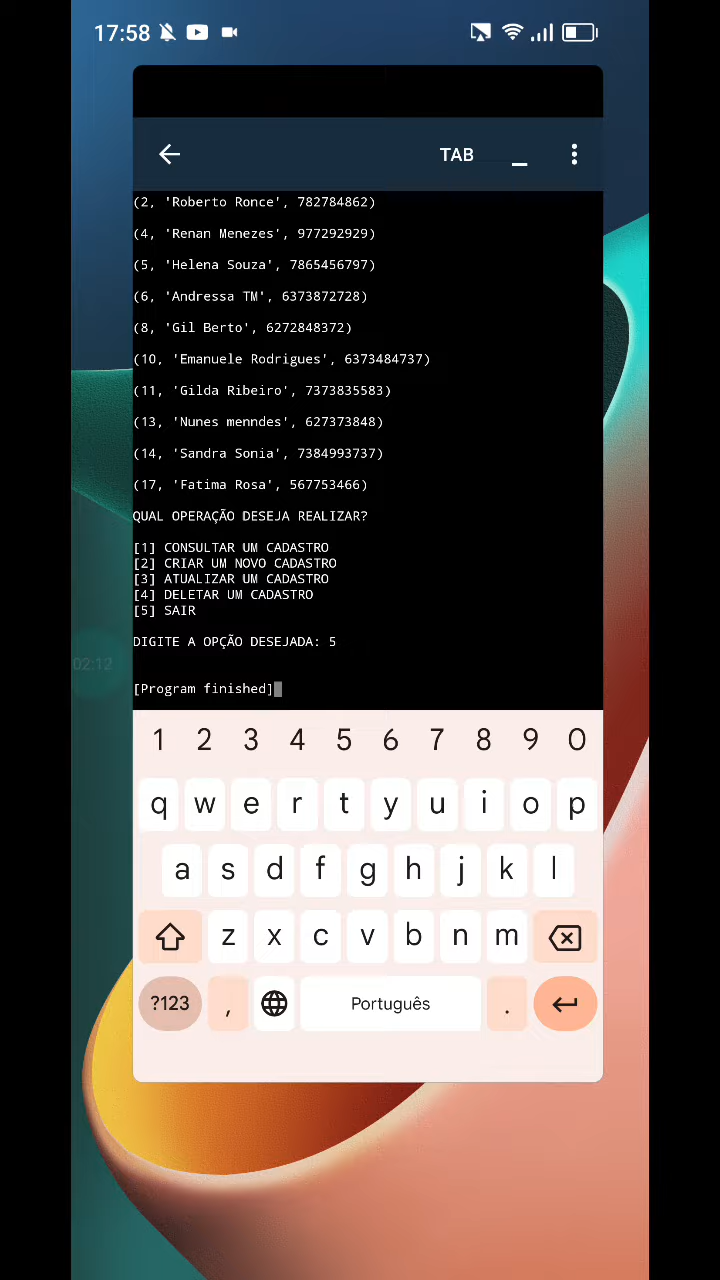 17:58
TAB
(2, 'Roberto Ronce', 782784862)
(4, 'Renan Menezes', 977292929)
(5, 'Helena Souza', 7865456797)
(6, 'Andressa TM', 6373872728)
(8, 'Gil Berto', 6272848372)
(10, 'Emanuele Rodrigues', 6373484737)
(11, 'Gilda Ribeiro', 7373835583)
(13, 'Nunes menndes', 627373848)
(14, 'Sandra Sonia', 7384993737)
(17, 'Fatima Rosa', 567753466)
QUAL OPERAÇÃO DESEJA REALIZAR?
[1] CONSULTAR UM CADASTRO
[2] CRIAR UM NOVO CADASTRO
[3] ATUALIZAR UM CADASTRO
[4] DELETAR UM CADASTRO
[5] SAIR
DIGITE A OPÇÃO DESEJADA: 5
02:12
[Program finished]
1 2 3 4 5 6 7 8 9 0
q w e r t y u i o p
a s d f g h j k l
z x c v b n m
?123 , Português .